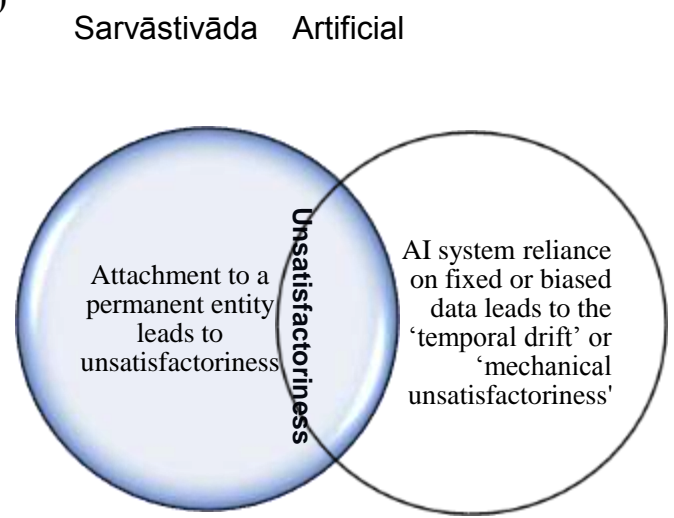 )
Sarvāstivāda Artificial
Attachment to a
permanent entity
leads to
unsatisfactoriness
Unsatisfactoriness
AI system reliance
on fixed or biased
data leads to the
‘temporal drift’ or
‘mechanical
unsatisfactoriness'